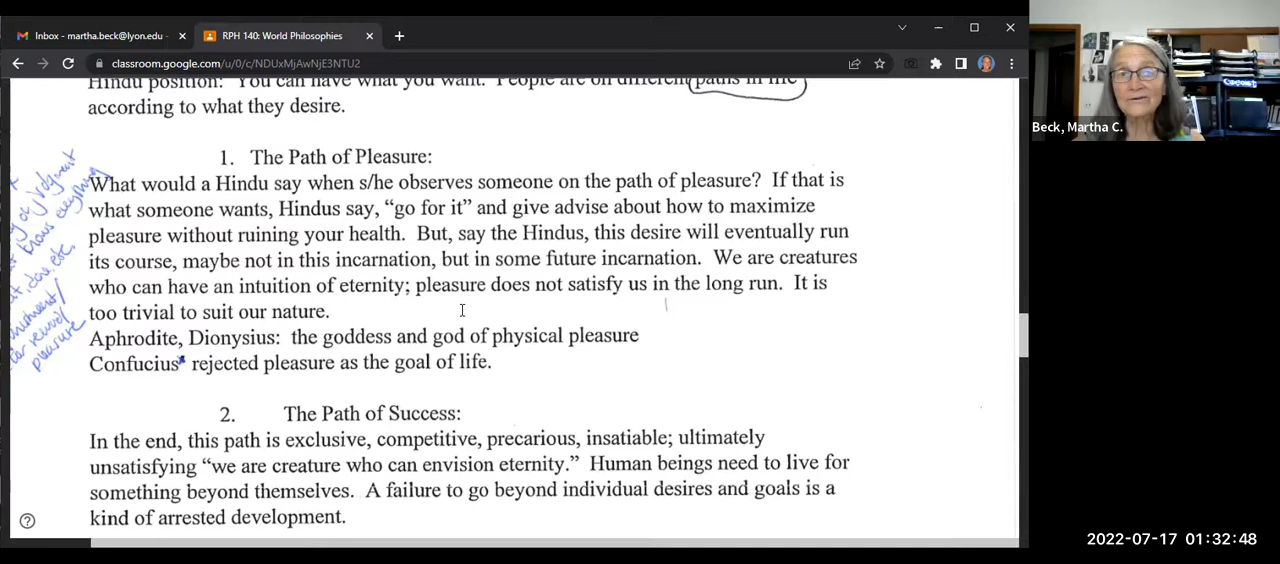 Inbox - martha.beck@lyon.edu -
RPH 140: World Philosophies
classroom.google.com/u/0/c/NDUxMjAwNjE3NTU2
Hindu position: You can have what you want. People are on different paths in life
according to what they desire.
1. The Path of Pleasure:
What would a Hindu say when s/he observes someone on the path of pleasure? If that is
what someone wants, Hindus say, “go for it” and give advise about how to maximize
pleasure without ruining your health. But, say the Hindus, this desire will eventually run
its course, maybe not in this incarnation, but in some future incarnation. We are creatures
who can have an intuition of eternity; pleasure does not satisfy us in the long run. It is
too trivial to suit our nature.
Aphrodite, Dionysius: the goddess and god of physical pleasure
Confucius rejected pleasure as the goal of life.
2. The Path of Success:
In the end, this path is exclusive, competitive, precarious, insatiable; ultimately
unsatisfying “we are creature who can envision eternity.” Human beings need to live for
something beyond themselves. A failure to go beyond individual desires and goals is a
kind of arrested development.
judgment
knows everything
etc.
reward
pleasure
Beck, Martha C.
2022-07-17 01:32:48